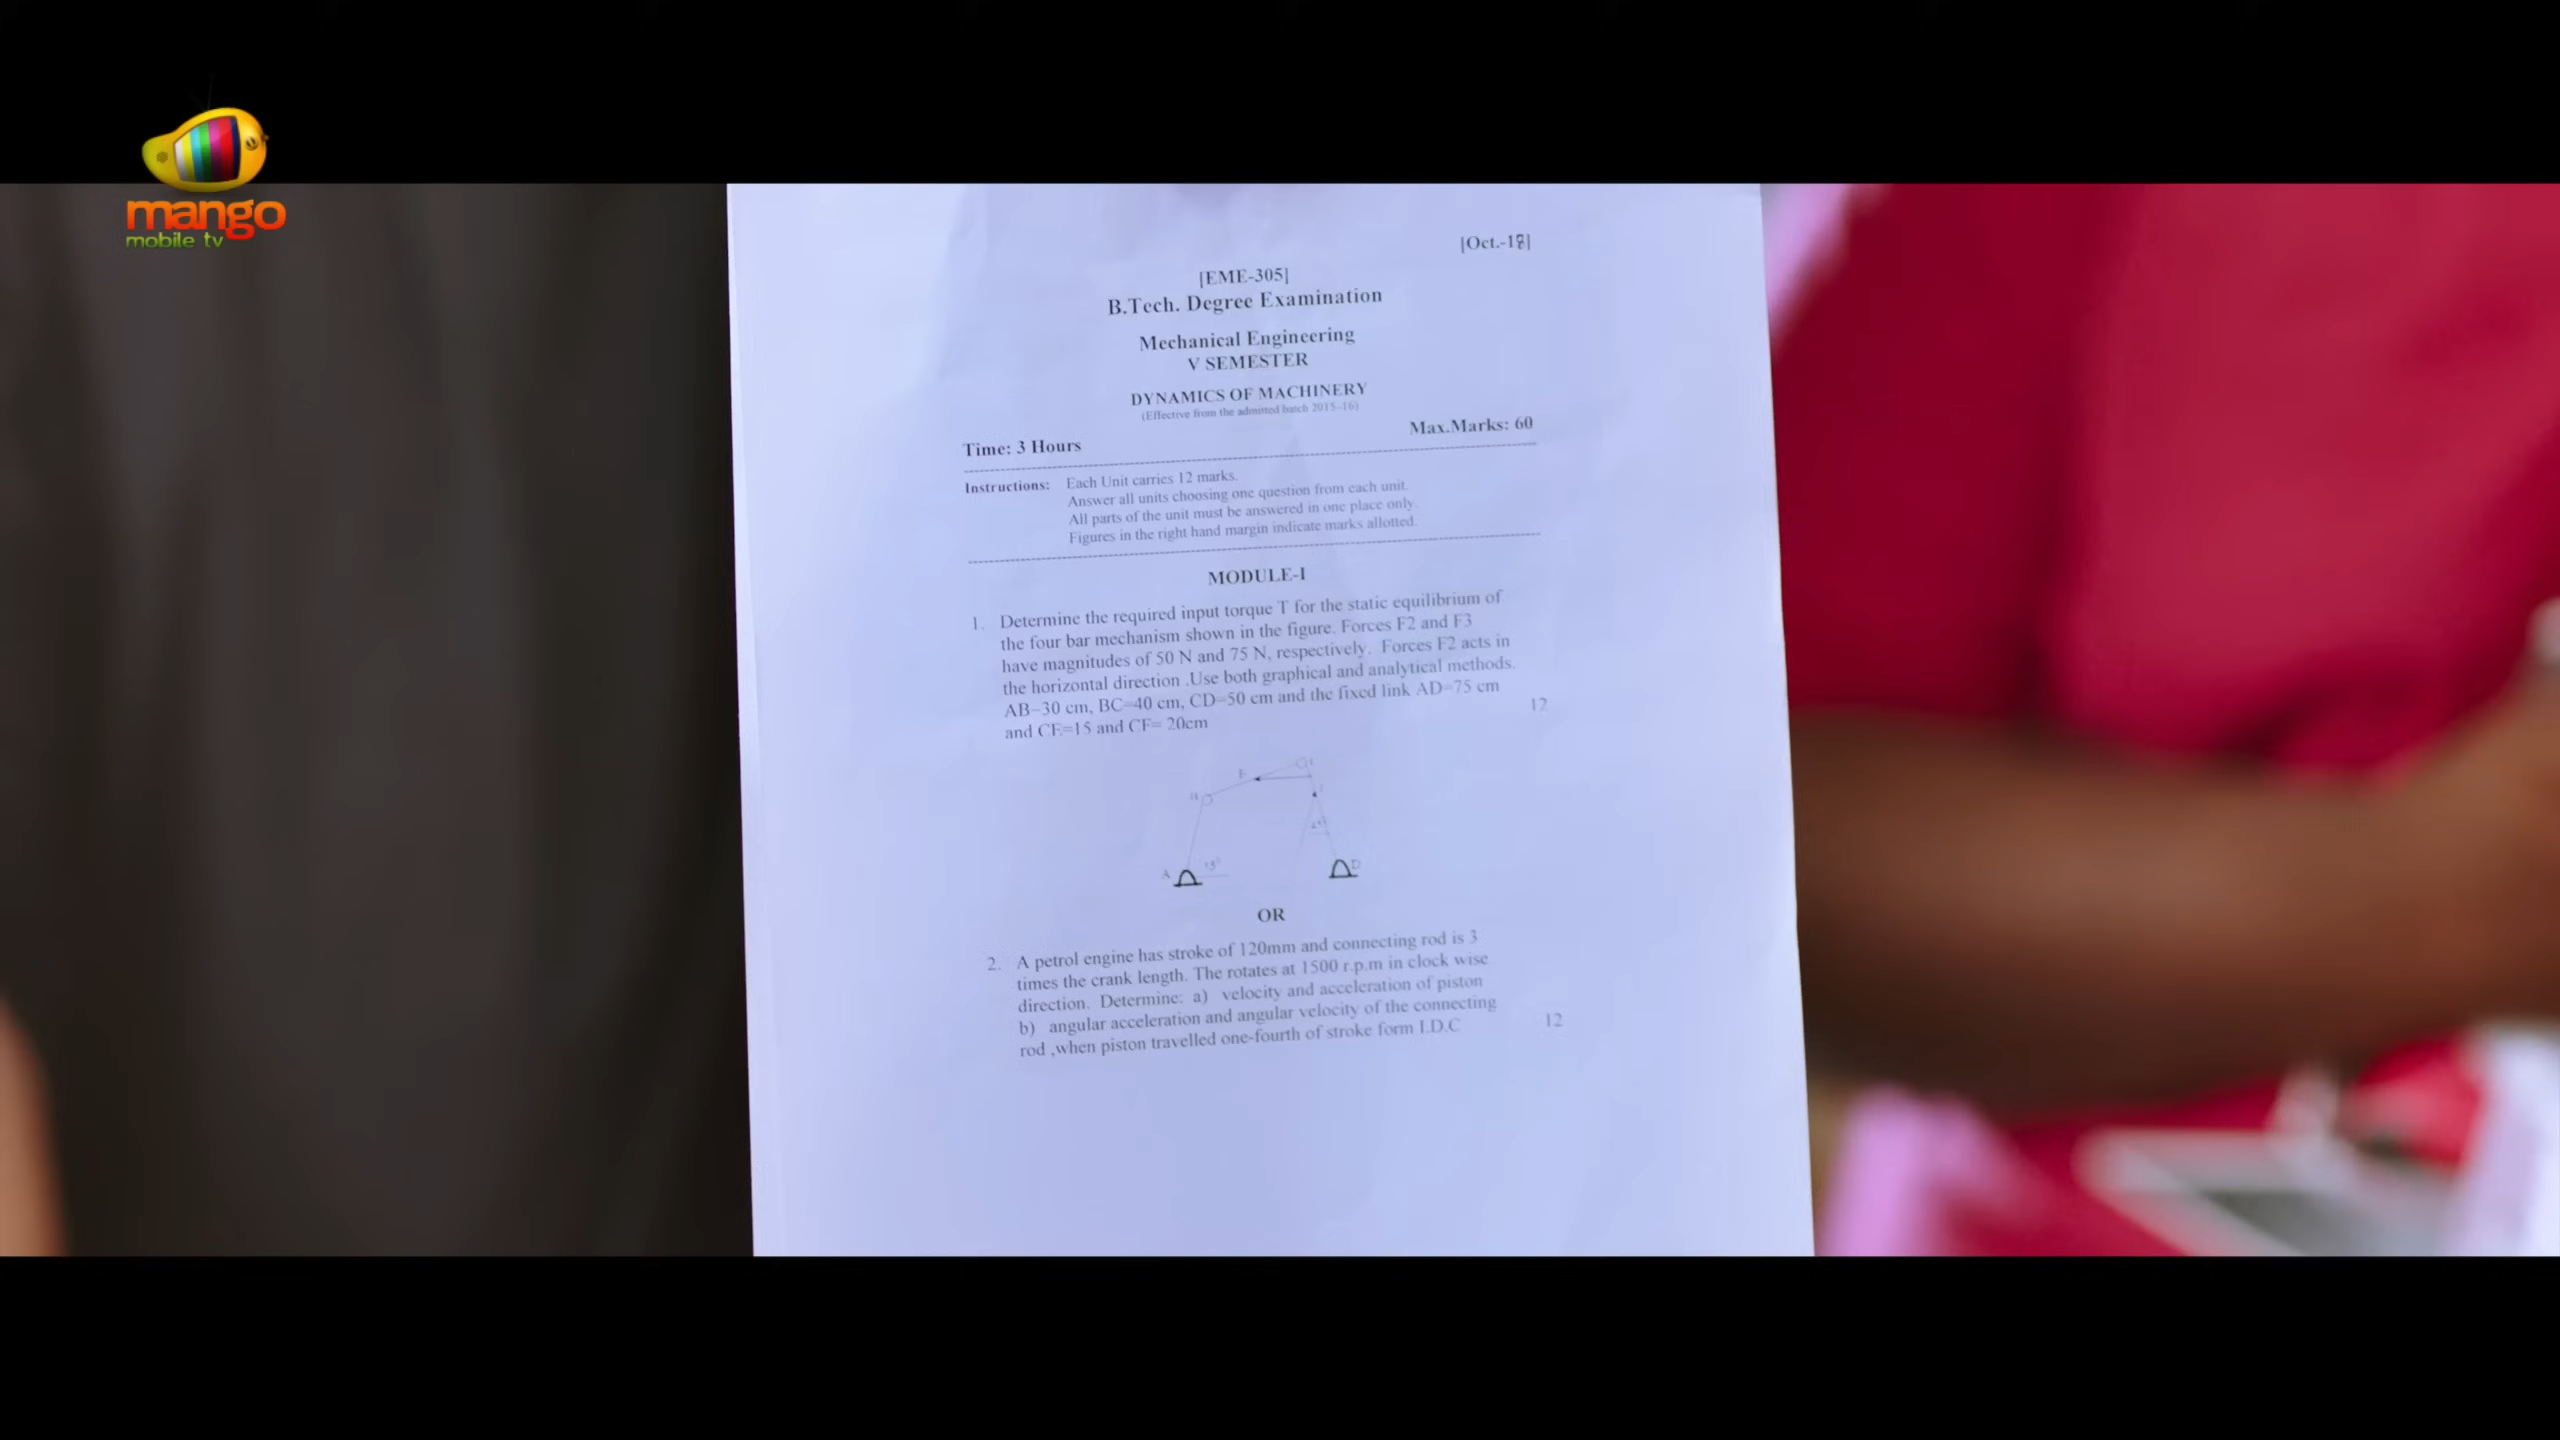 mango
mobile tv
[Oct.-18]
[EME-305]
B.Tech. Degree Examination
Mechanical Engineering
V SEMESTER
DYNAMICS OF MACHINERY
(Effective from the admitted batch 2015-16)
Time: 3 Hours
Max.Marks: 60
Instructions: Each Unit carries 12 marks.
Answer all units choosing one question from each unit.
All parts of the unit must be answered in one place only.
Figures in the right hand margin indicate marks allotted.
MODULE-I
1. Determine the required input torque T for the static equilibrium of
the four bar mechanism shown in the figure. Forces F2 and F3
have magnitudes of 50 N and 75 N, respectively. Forces F2 acts in
the horizontal direction .Use both graphical and analytical methods.
AB=30 cm, BC=40 cm, CD=50 cm and the fixed link AD=75 cm
and CE=15 and CF= 20cm 12
B
A
D
OR
2. A petrol engine has stroke of 120mm and connecting rod is 3
times the crank length. The rotates at 1500 r.p.m in clock wise
direction. Determine: a) velocity and acceleration of piston
b) angular acceleration and angular velocity of the connecting
rod ,when piston travelled one-fourth of stroke form I.D.C 12